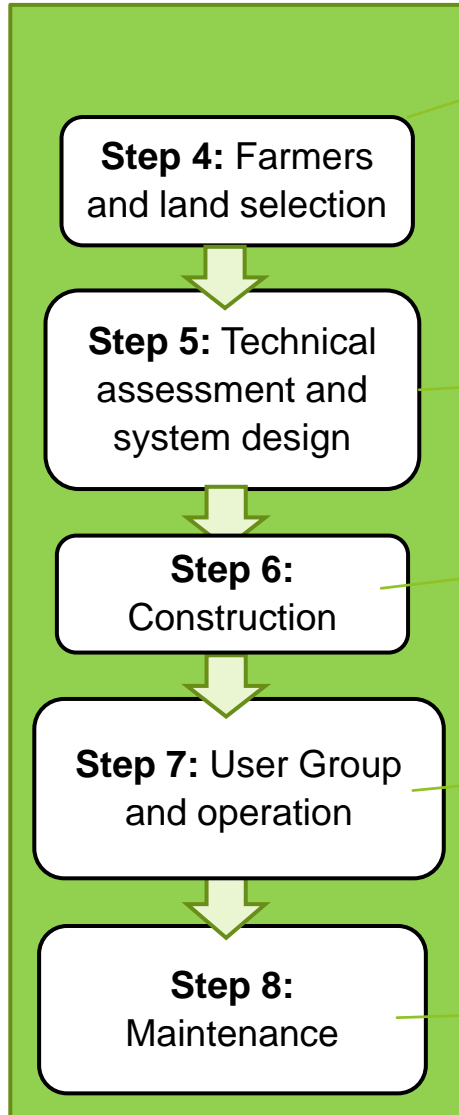 Step 4: Farmers
and land selection
Step 5: Technical
assessment and
system design
Step 6:
Construction
Step 7: User Group
and operation
Step 8:
Maintenance